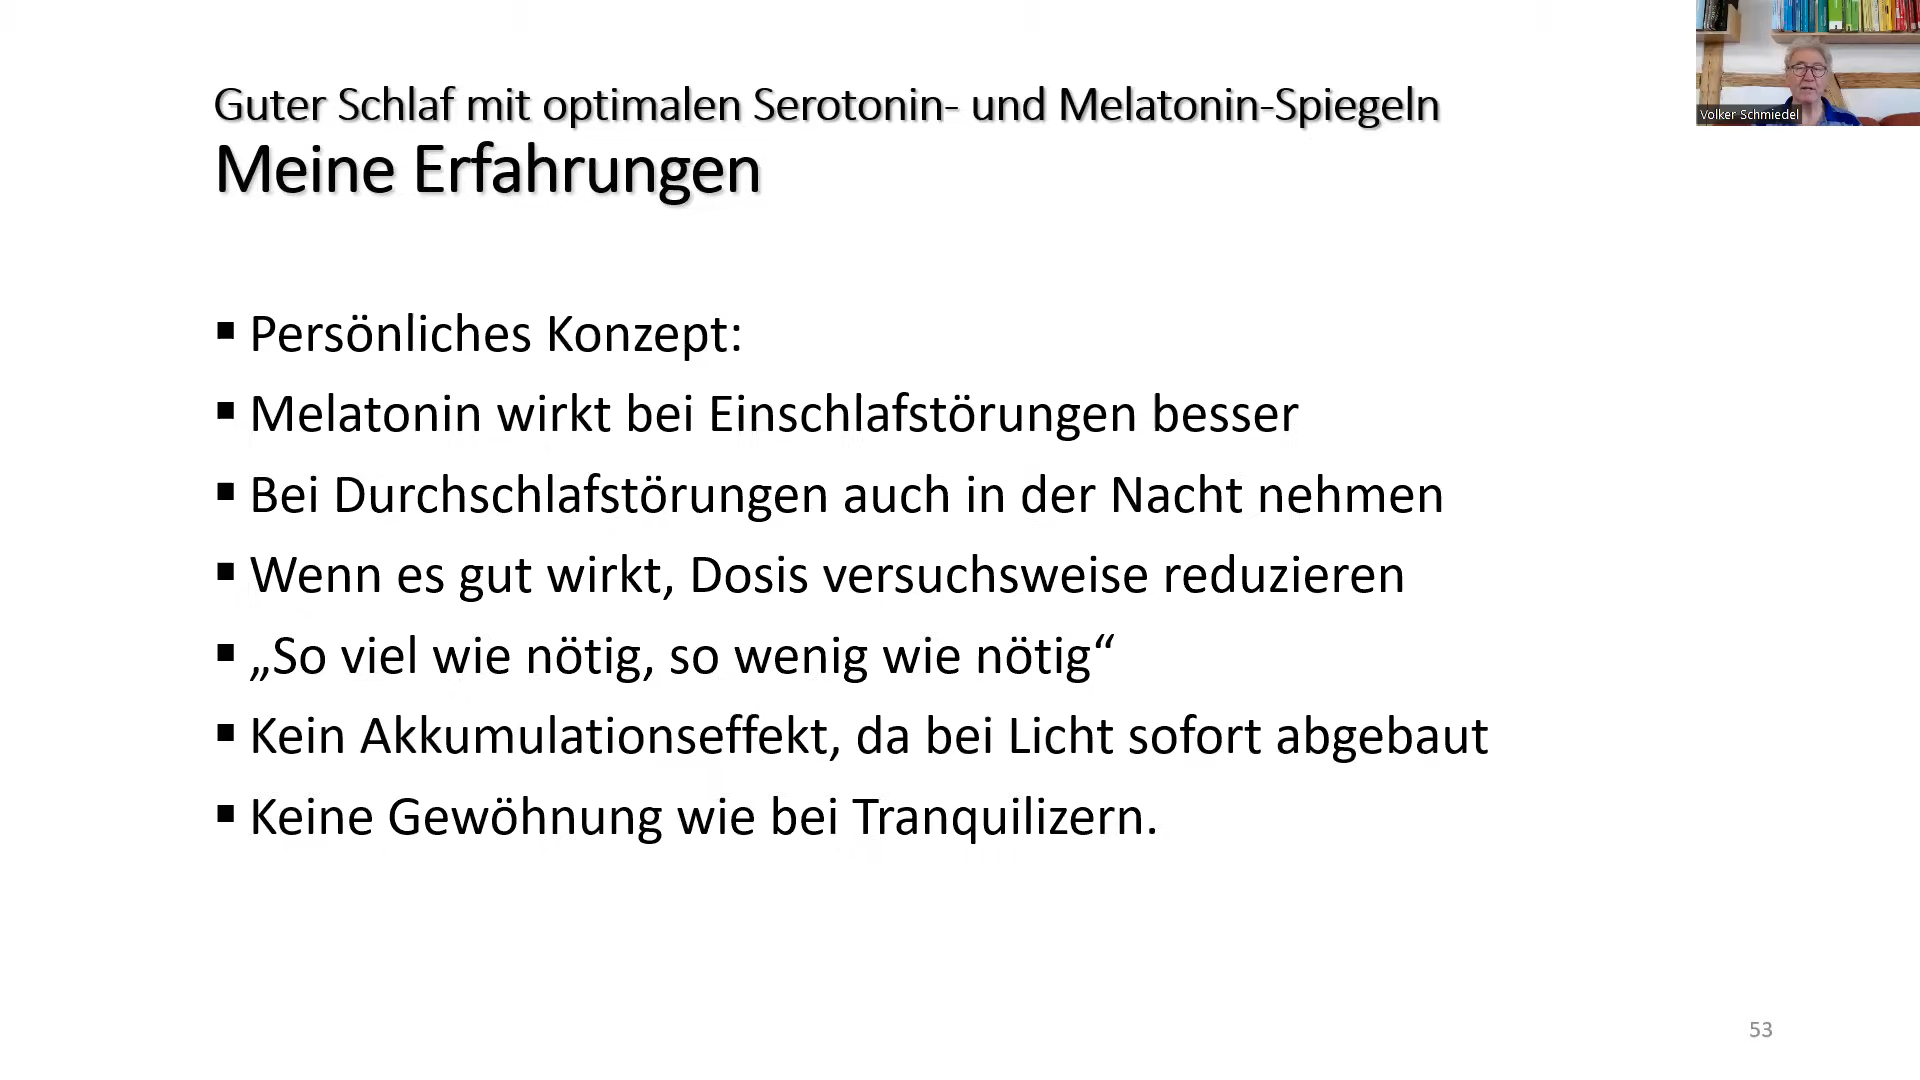 Guter Schlaf mit optimalen Serotonin- und Melatonin-Spiegeln
Meine Erfahrungen
Volker Schmiedel
▪ Persönliches Konzept:
▪ Melatonin wirkt bei Einschlafstörungen besser
▪ Bei Durchschlafstörungen auch in der Nacht nehmen
▪ Wenn es gut wirkt, Dosis versuchsweise reduzieren
▪ „So viel wie nötig, so wenig wie nötig“
▪ Kein Akkumulationseffekt, da bei Licht sofort abgebaut
▪ Keine Gewöhnung wie bei Tranquilizern.
53